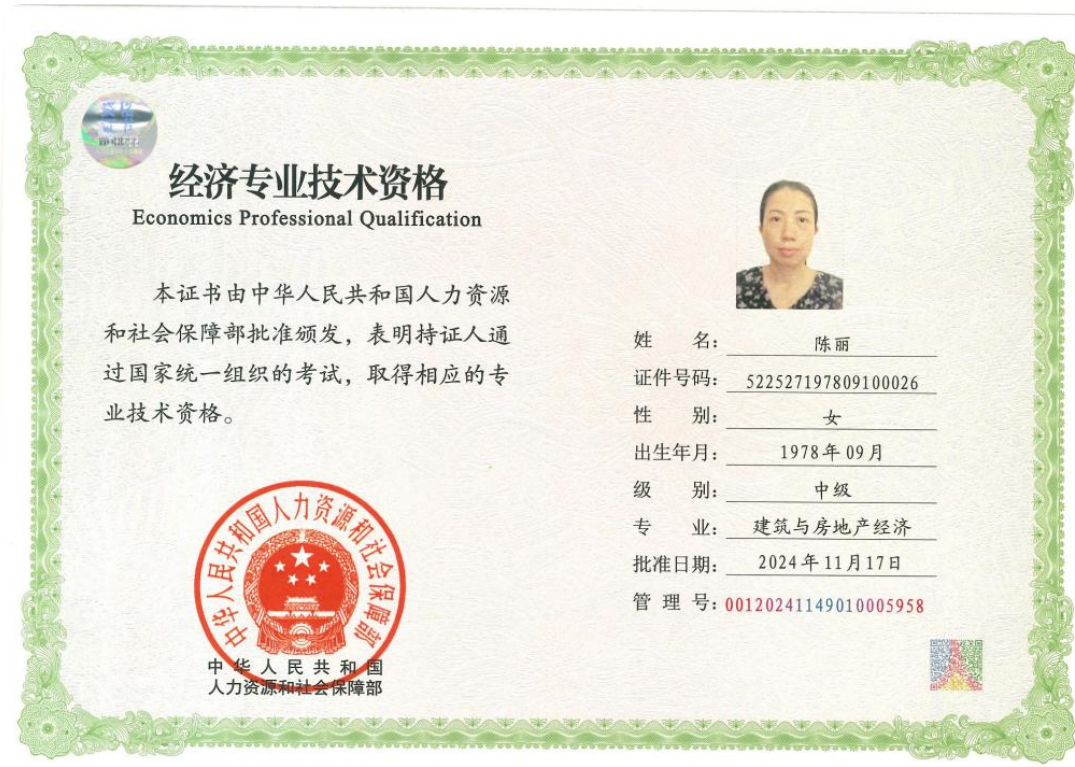 经济专业技术资格
Economics Professional Qualification
本证书由中华人民共和国人力资源
和社会保障部批准颁发，表明持证人通
过国家统一组织的考试，取得相应的专
业技术资格。
中华人民共和国人力资源和社会保障部
中华人民共和国
人力资源和社会保障部
姓 名：陈丽
证件号码：522527197809100026
性 别：女
出生年月：1978年09月
级 别：中级
专 业：建筑与房地产经济
批准日期：2024年11月17日
管 理 号：00120241149010005958